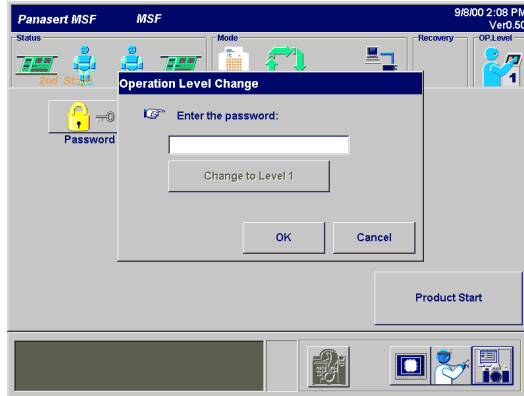 Panasert MSF MSF 9/8/00 2:08 PM
Ver0.50
Status Mode Recovery OP.Level
2nd 1
Operation Level Change
Enter the password:
Password
Change to Level 1
OK Cancel
Product Start